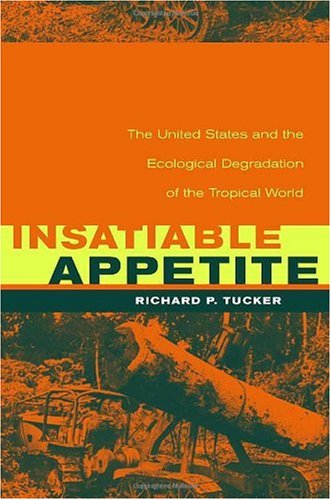 The United States and the
Ecological Degradation
of the Tropical World
INSATIABLE
APPETITE
RICHARD P. TUCKER